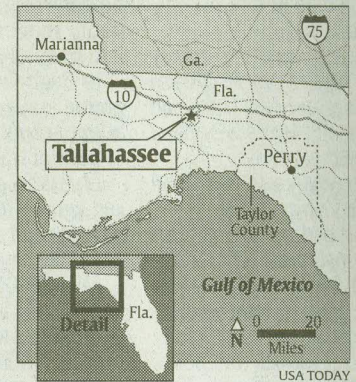 75
Marianna
Ga.
10
Fla.
Tallahassee
Perry
Taylor
County
Gulf of Mexico
Fla.
Detail
0 20
N
Miles
USA TODAY